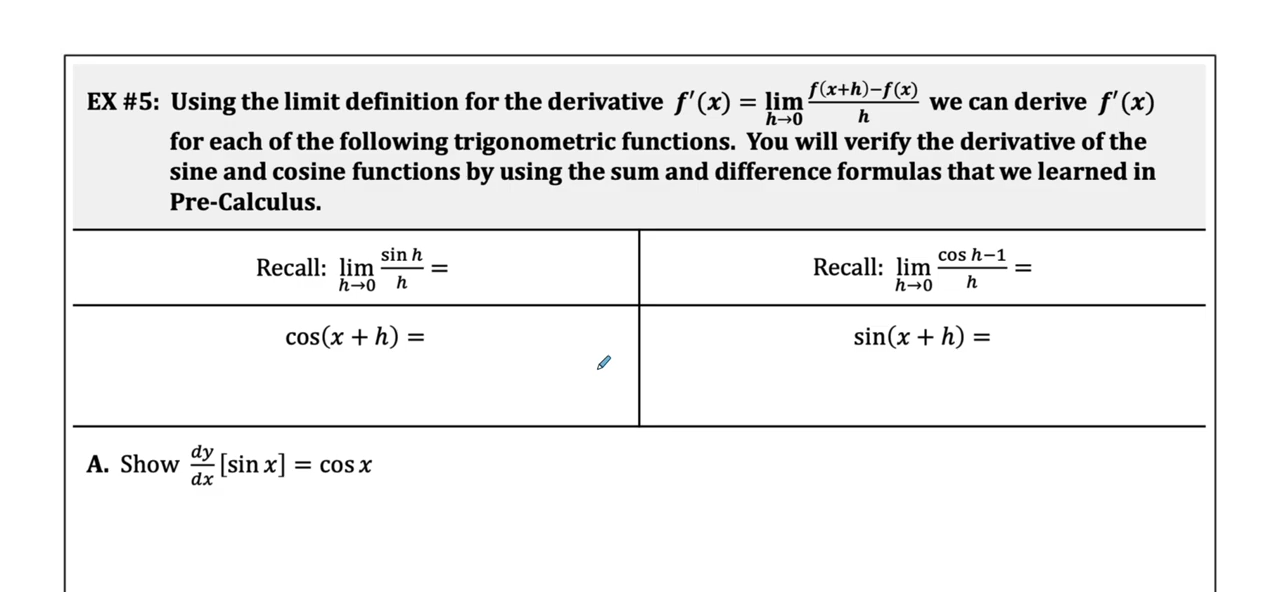 EX #5: Using the limit definition for the derivative f′(x) = lim h→0 f(x+h)−f(x) / h we can derive f′(x)
for each of the following trigonometric functions. You will verify the derivative of the
sine and cosine functions by using the sum and difference formulas that we learned in
Pre-Calculus.
Recall: lim h→0 sin h / h =
Recall: lim h→0 cos h−1 / h =
cos(x + h) =
sin(x + h) =
A. Show dy/dx [sin x] = cos x